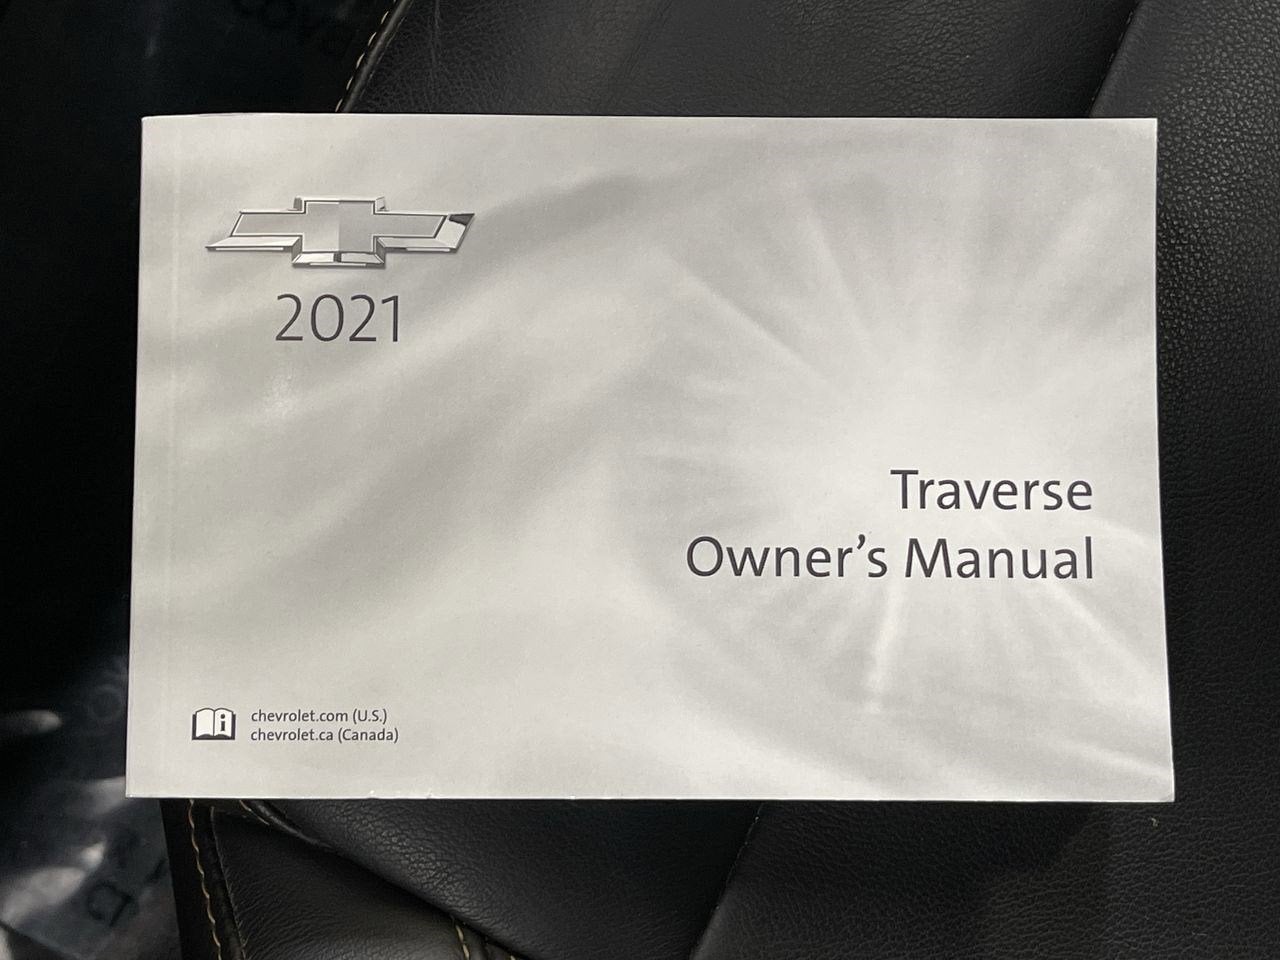 2021
Traverse
Owner’s Manual
i
chevrolet.com (U.S.)
chevrolet.ca (Canada)